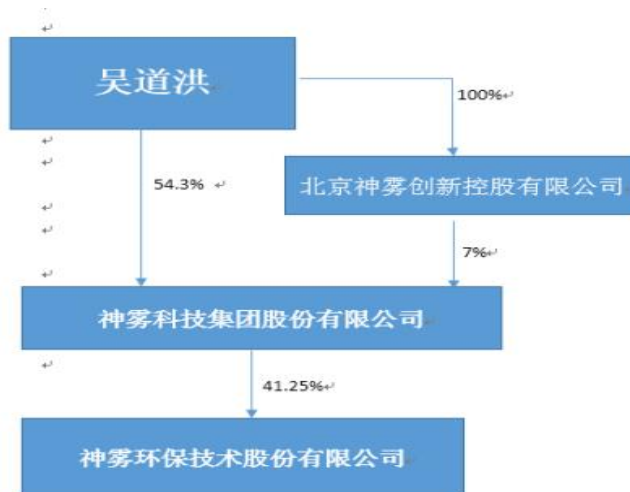 吴道洪
100%
54.3%
北京神雾创新控股有限公司
7%
神雾科技集团股份有限公司
41.25%
神雾环保技术股份有限公司